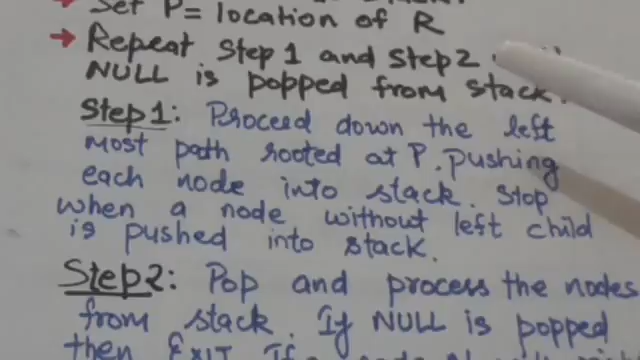 → Set P = location of R
→ Repeat Step 1 and Step 2
NULL is popped from stack.
Step 1: Proceed down the left
most path rooted at P, pushing
each node into stack. Stop
when a node without left child
is pushed into stack.
Step 2: Pop and process the nodes
from stack. If NULL is popped
then EXIT. If a node